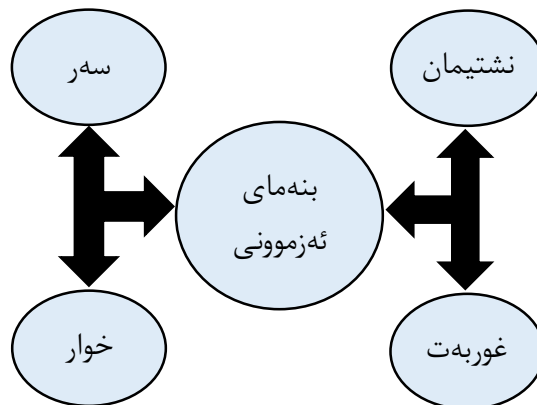 نشتیمان
سەر
بنەمای
ئەزموونی
غوربەت
خوار